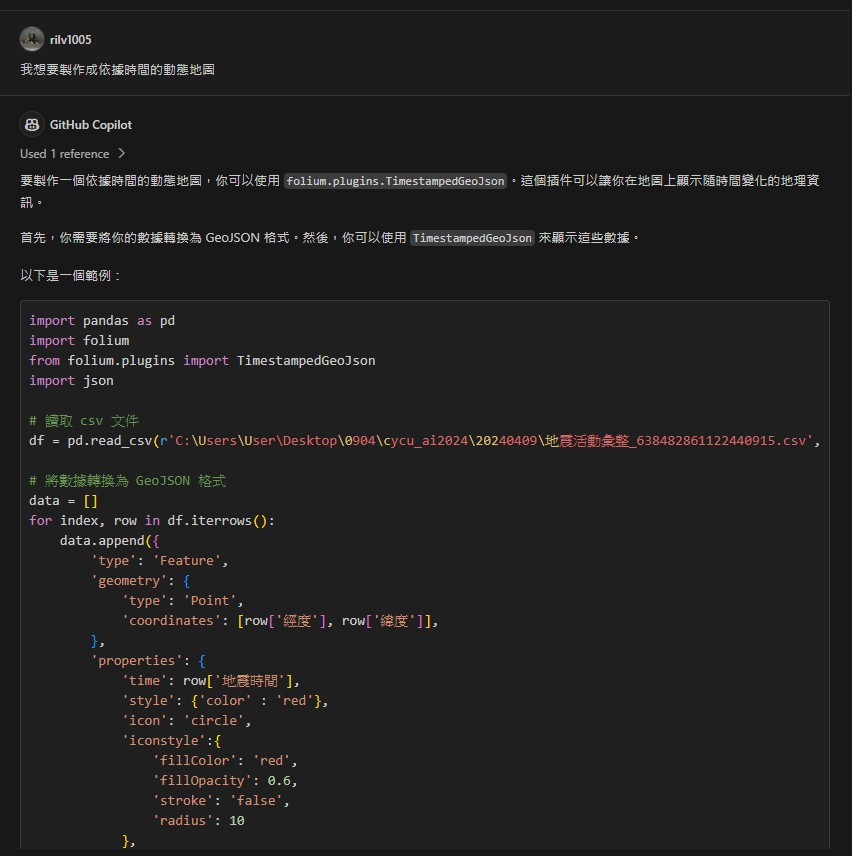 rilv1005
我想要製作成依據時間的動態地圖
GitHub Copilot
Used 1 reference
要製作一個依據時間的動態地圖，你可以使用 folium.plugins.TimestampedGeoJson 。這個插件可以讓你在地圖上顯示隨時間變化的地理資
訊。
首先，你需要將你的數據轉換為 GeoJSON 格式。然後，你可以使用 TimestampedGeoJson 來顯示這些數據。
以下是一個範例：
import pandas as pd
import folium
from folium.plugins import TimestampedGeoJson
import json
# 讀取 csv 文件
df = pd.read_csv(r'C:\Users\User\Desktop\0904\cycu_ai2024\20240409\地震活動彙整_638482861122440915.csv',
# 將數據轉換為 GeoJSON 格式
data = []
for index, row in df.iterrows():
    data.append({
        'type': 'Feature',
        'geometry': {
            'type': 'Point',
            'coordinates': [row['經度'], row['緯度']],
        },
        'properties': {
            'time': row['地震時間'],
            'style': {'color' : 'red'},
            'icon': 'circle',
            'iconstyle':{
                'fillColor': 'red',
                'fillOpacity': 0.6,
                'stroke': 'false',
                'radius': 10
            },